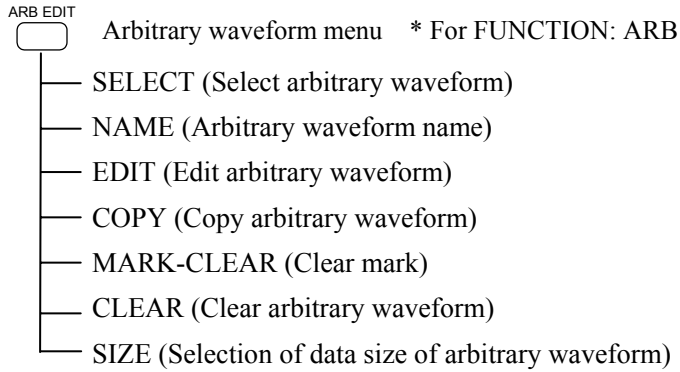 ARB EDIT
Arbitrary waveform menu * For FUNCTION: ARB
SELECT (Select arbitrary waveform)
NAME (Arbitrary waveform name)
EDIT (Edit arbitrary waveform)
COPY (Copy arbitrary waveform)
MARK-CLEAR (Clear mark)
CLEAR (Clear arbitrary waveform)
SIZE (Selection of data size of arbitrary waveform)